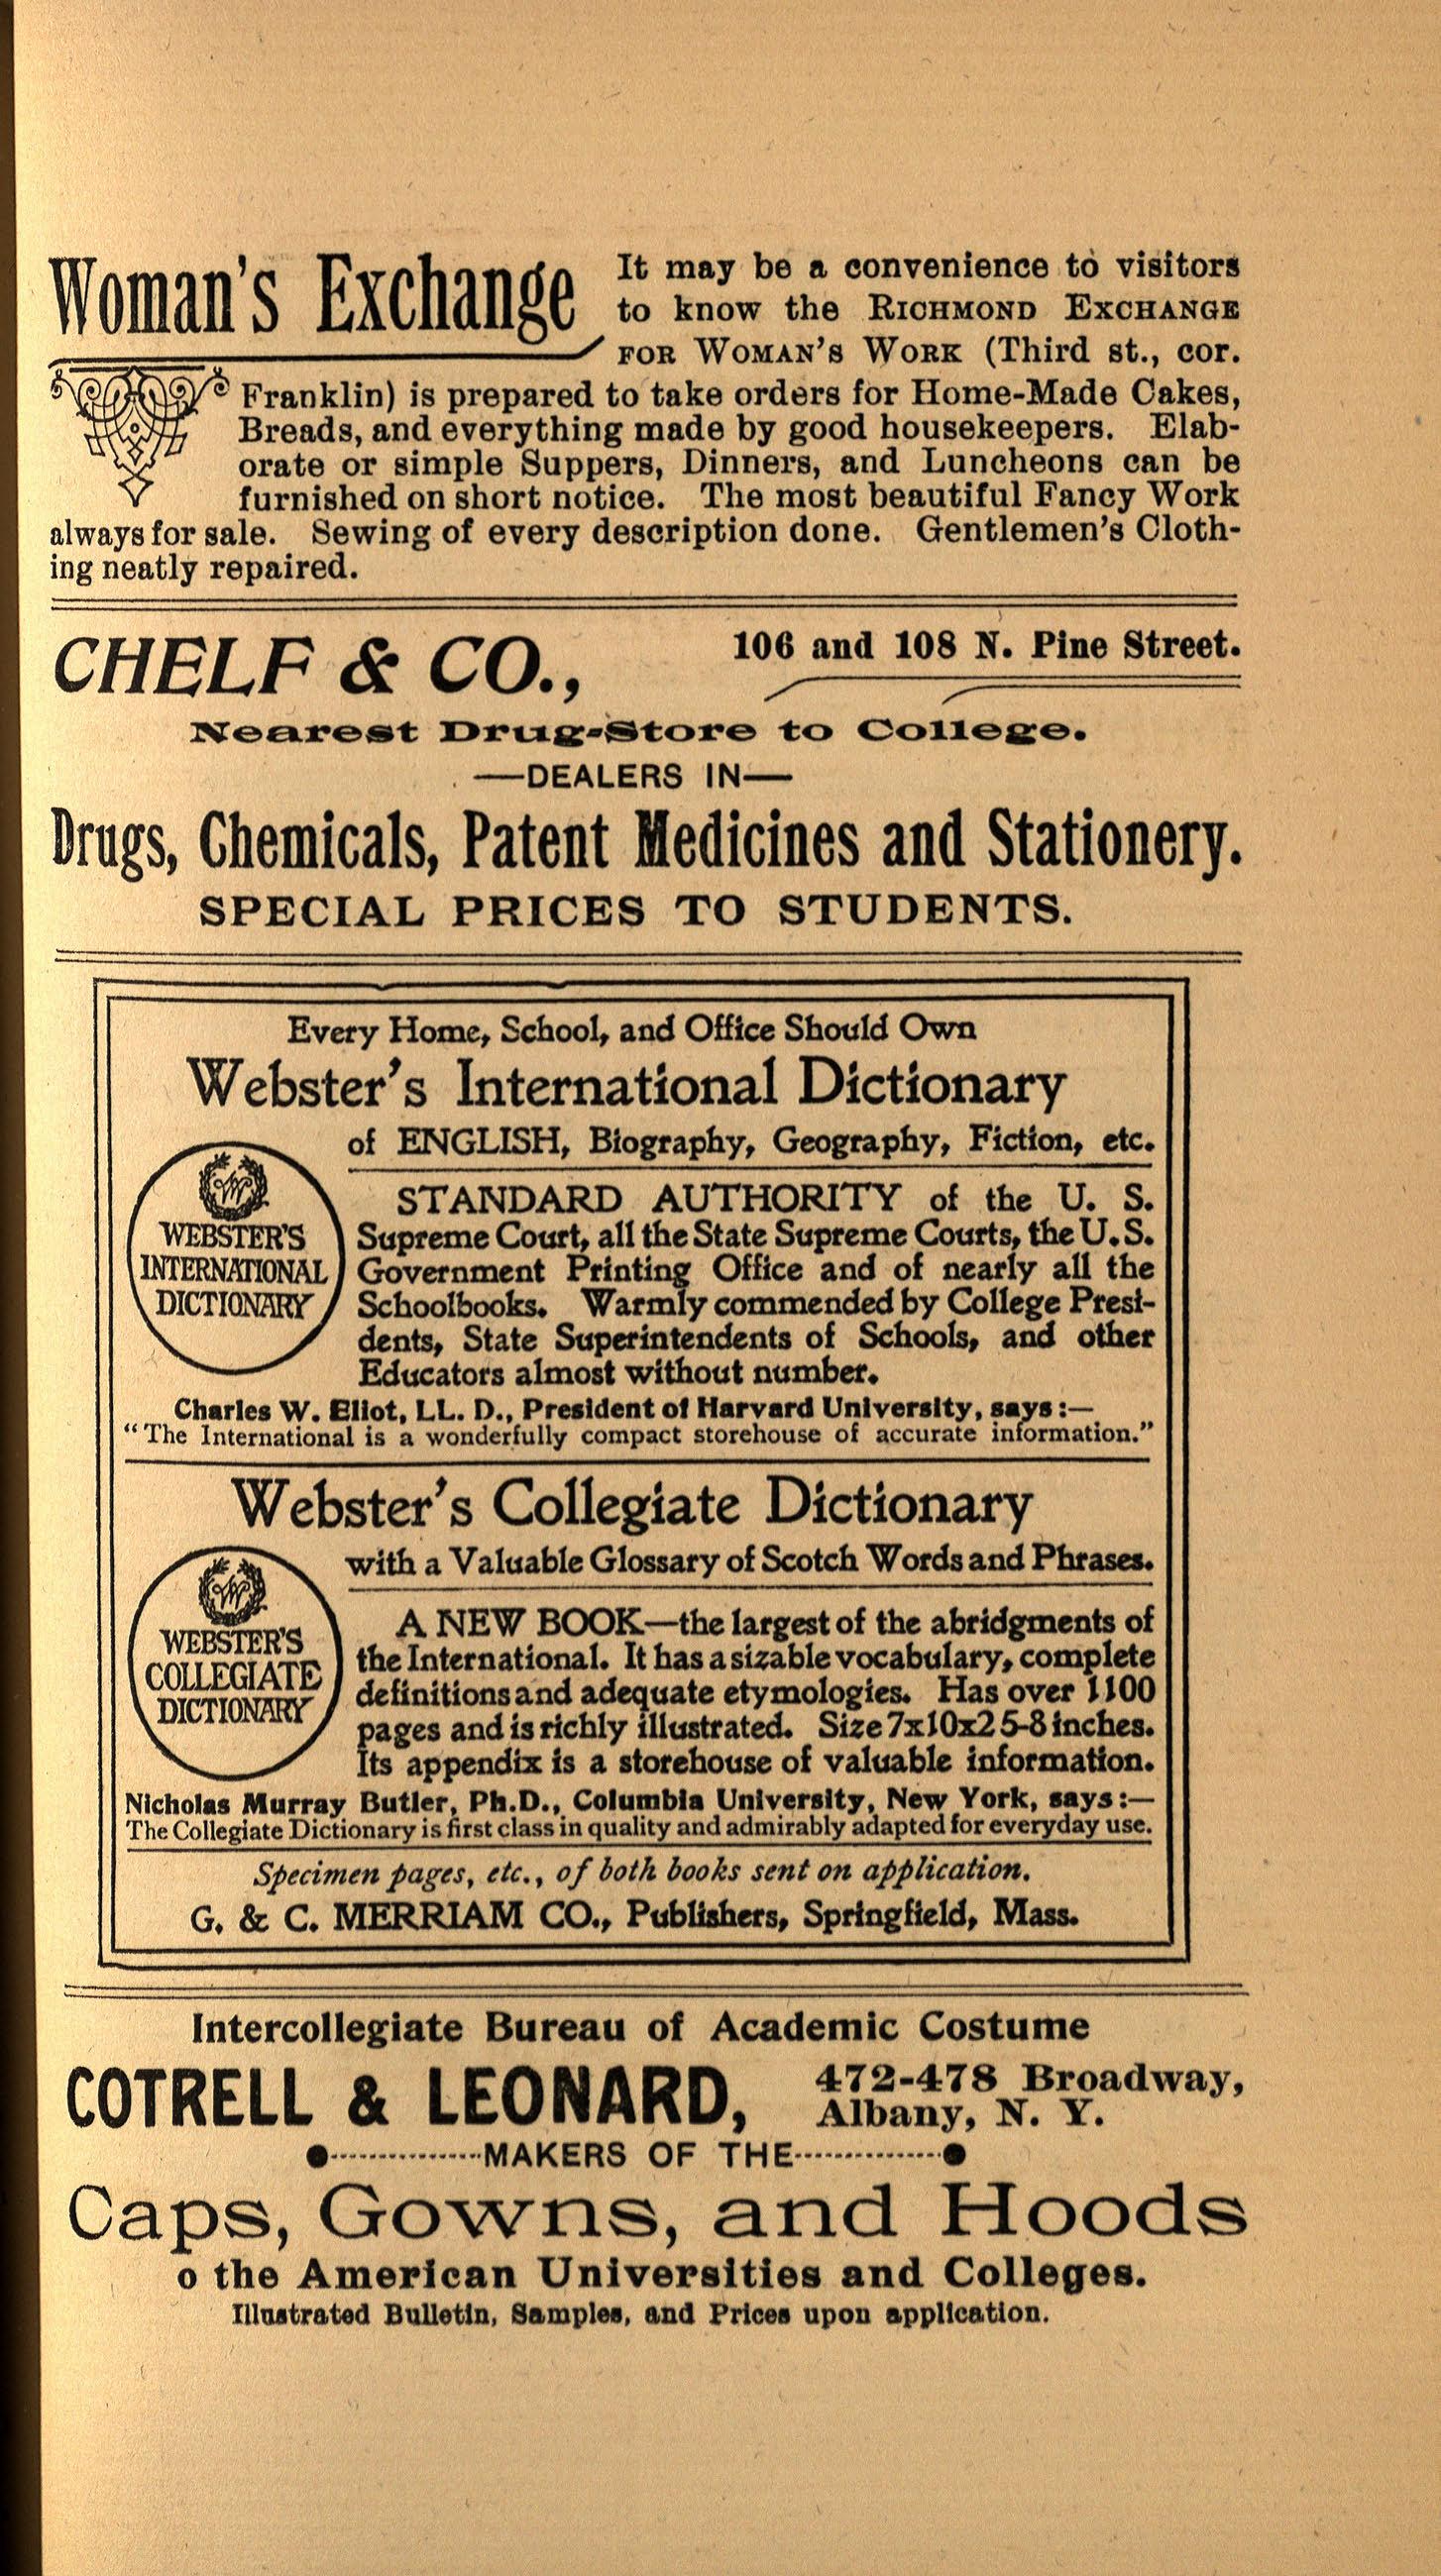 Woman's Exchange
It may be a convenience to visitors
to know the RICHMOND EXCHANGE
FOR WOMAN'S WORK (Third st., cor.
Franklin) is prepared to take orders for Home-Made Cakes,
Breads, and everything made by good housekeepers. Elab-
orate or simple Suppers, Dinners, and Luncheons can be
furnished on short notice. The most beautiful Fancy Work
always for sale. Sewing of every description done. Gentlemen's Cloth-
ing neatly repaired.
CHELF & CO.,
106 and 108 N. Pine Street.
Nearest Drug-Store to College.
—DEALERS IN—
Drugs, Chemicals, Patent Medicines and Stationery.
SPECIAL PRICES TO STUDENTS.
Every Home, School, and Office Should Own
Webster's International Dictionary
of ENGLISH, Biography, Geography, Fiction, etc.
WEBSTER'S
INTERNATIONAL
DICTIONARY
STANDARD AUTHORITY of the U. S.
Supreme Court, all the State Supreme Courts, the U. S.
Government Printing Office and of nearly all the
Schoolbooks. Warmly commended by College Presi-
dents, State Superintendents of Schools, and other
Educators almost without number.
Charles W. Eliot, LL. D., President of Harvard University, says:—
"The International is a wonderfully compact storehouse of accurate information."
Webster's Collegiate Dictionary
with a Valuable Glossary of Scotch Words and Phrases.
WEBSTER'S
COLLEGIATE
DICTIONARY
A NEW BOOK—the largest of the abridgments of
the International. It has a sizable vocabulary, complete
definitions and adequate etymologies. Has over 1100
pages and is richly illustrated. Size 7x10x2 5-8 inches.
Its appendix is a storehouse of valuable information.
Nicholas Murray Butler, Ph.D., Columbia University, New York, says:—
The Collegiate Dictionary is first class in quality and admirably adapted for everyday use.
Specimen pages, etc., of both books sent on application.
G. & C. MERRIAM CO., Publishers, Springfield, Mass.
Intercollegiate Bureau of Academic Costume
COTRELL & LEONARD,
472-478 Broadway,
Albany, N. Y.
MAKERS OF THE
Caps, Gowns, and Hoods
o the American Universities and Colleges.
Illustrated Bulletin, Samples, and Prices upon application.